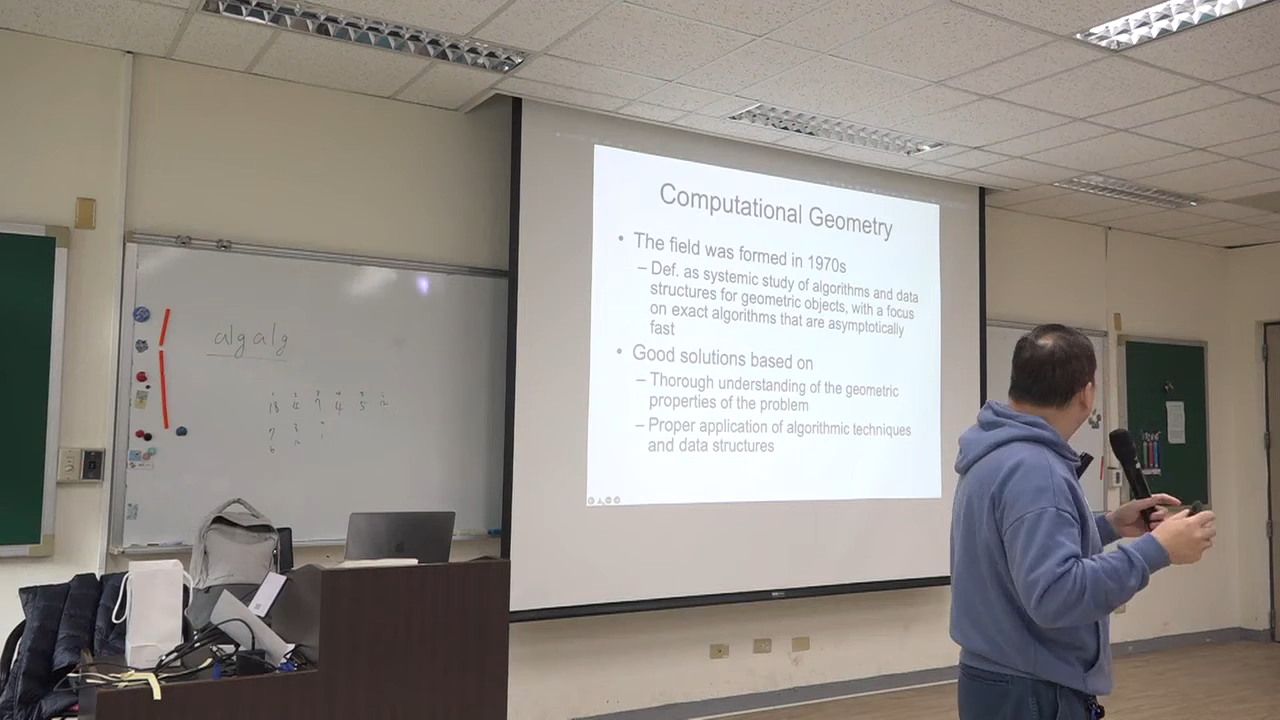 Computational Geometry
• The field was formed in 1970s
– Def. as systemic study of algorithms and data
structures for geometric objects, with a focus
on exact algorithms that are asymptotically
fast
• Good solutions based on
– Thorough understanding of the geometric
properties of the problem
– Proper application of algorithmic techniques
and data structures
alg alg